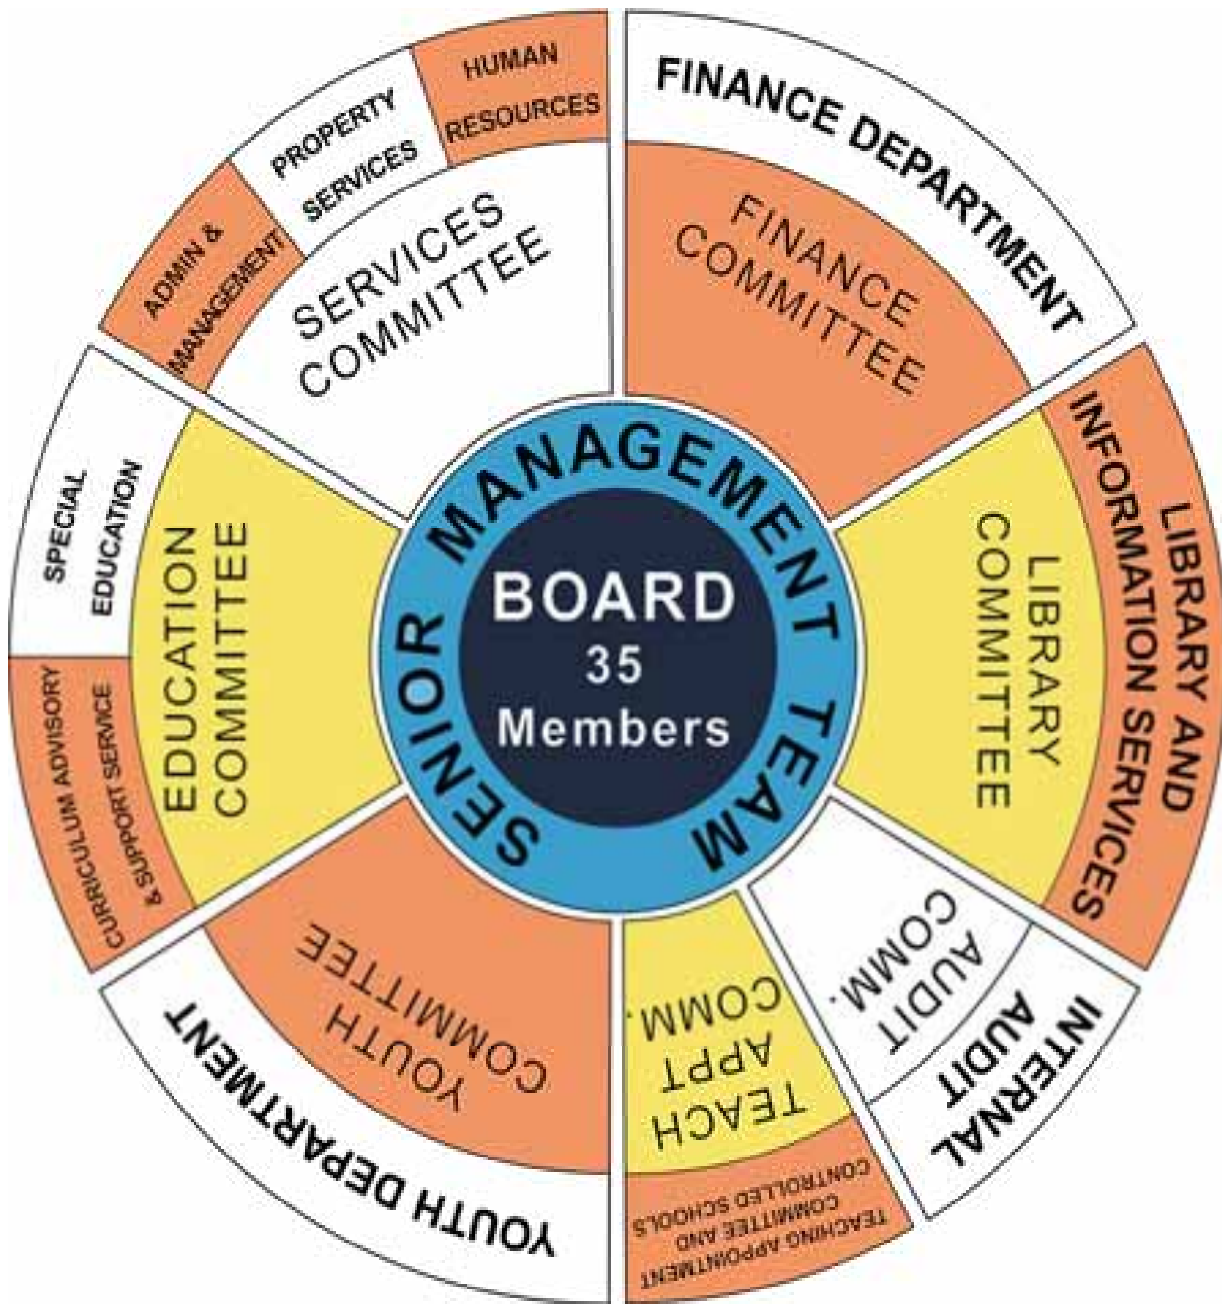 BOARD
35
Members
SENIOR MANAGEMENT TEAM
FINANCE DEPARTMENT
FINANCE
COMMITTEE
LIBRARY AND
INFORMATION SERVICES
LIBRARY
COMMITTEE
INTERNAL
AUDIT
AUDIT
COMM.
TEACHING APPOINTMENT
COMMITTEE AND
CONTROLLED SCHOOLS
TEACH
APPT
COMM.
YOUTH DEPARTMENT
YOUTH
COMMITTEE
CURRICULUM ADVISORY
& SUPPORT SERVICE
SPECIAL
EDUCATION
EDUCATION
COMMITTEE
ADMIN &
MANAGEMENT
PROPERTY
SERVICES
HUMAN
RESOURCES
SERVICES
COMMITTEE